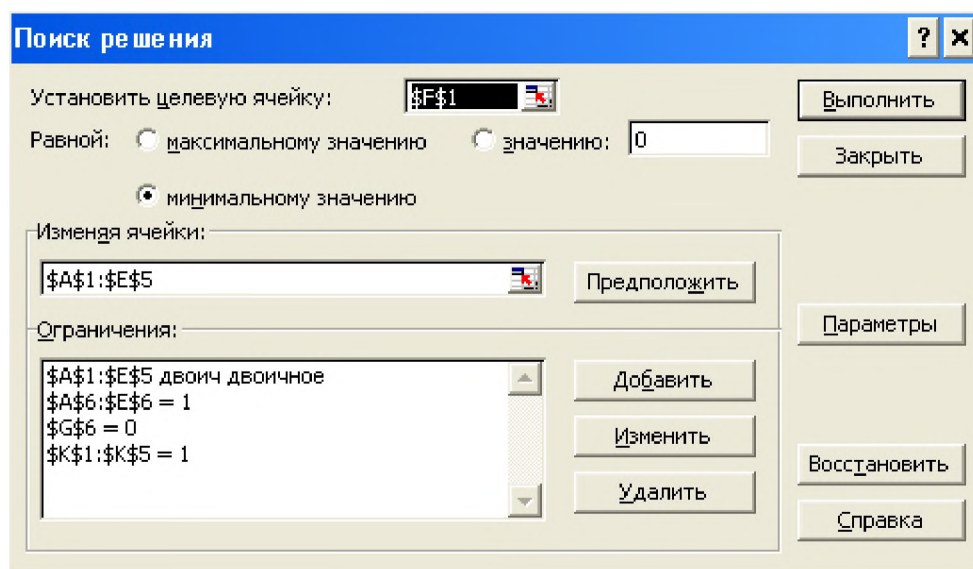 Поиск решения
Установить целевую ячейку: $F$1
Равной: максимальному значению значению: 0
минимальному значению
Изменяя ячейки:
$A$1:$E$5
Предположить
Ограничения:
$A$1:$E$5 двоич двоичное
$A$6:$E$6 = 1
$G$6 = 0
$K$1:$K$5 = 1
Добавить
Изменить
Удалить
Выполнить
Закрыть
Параметры
Восстановить
Справка